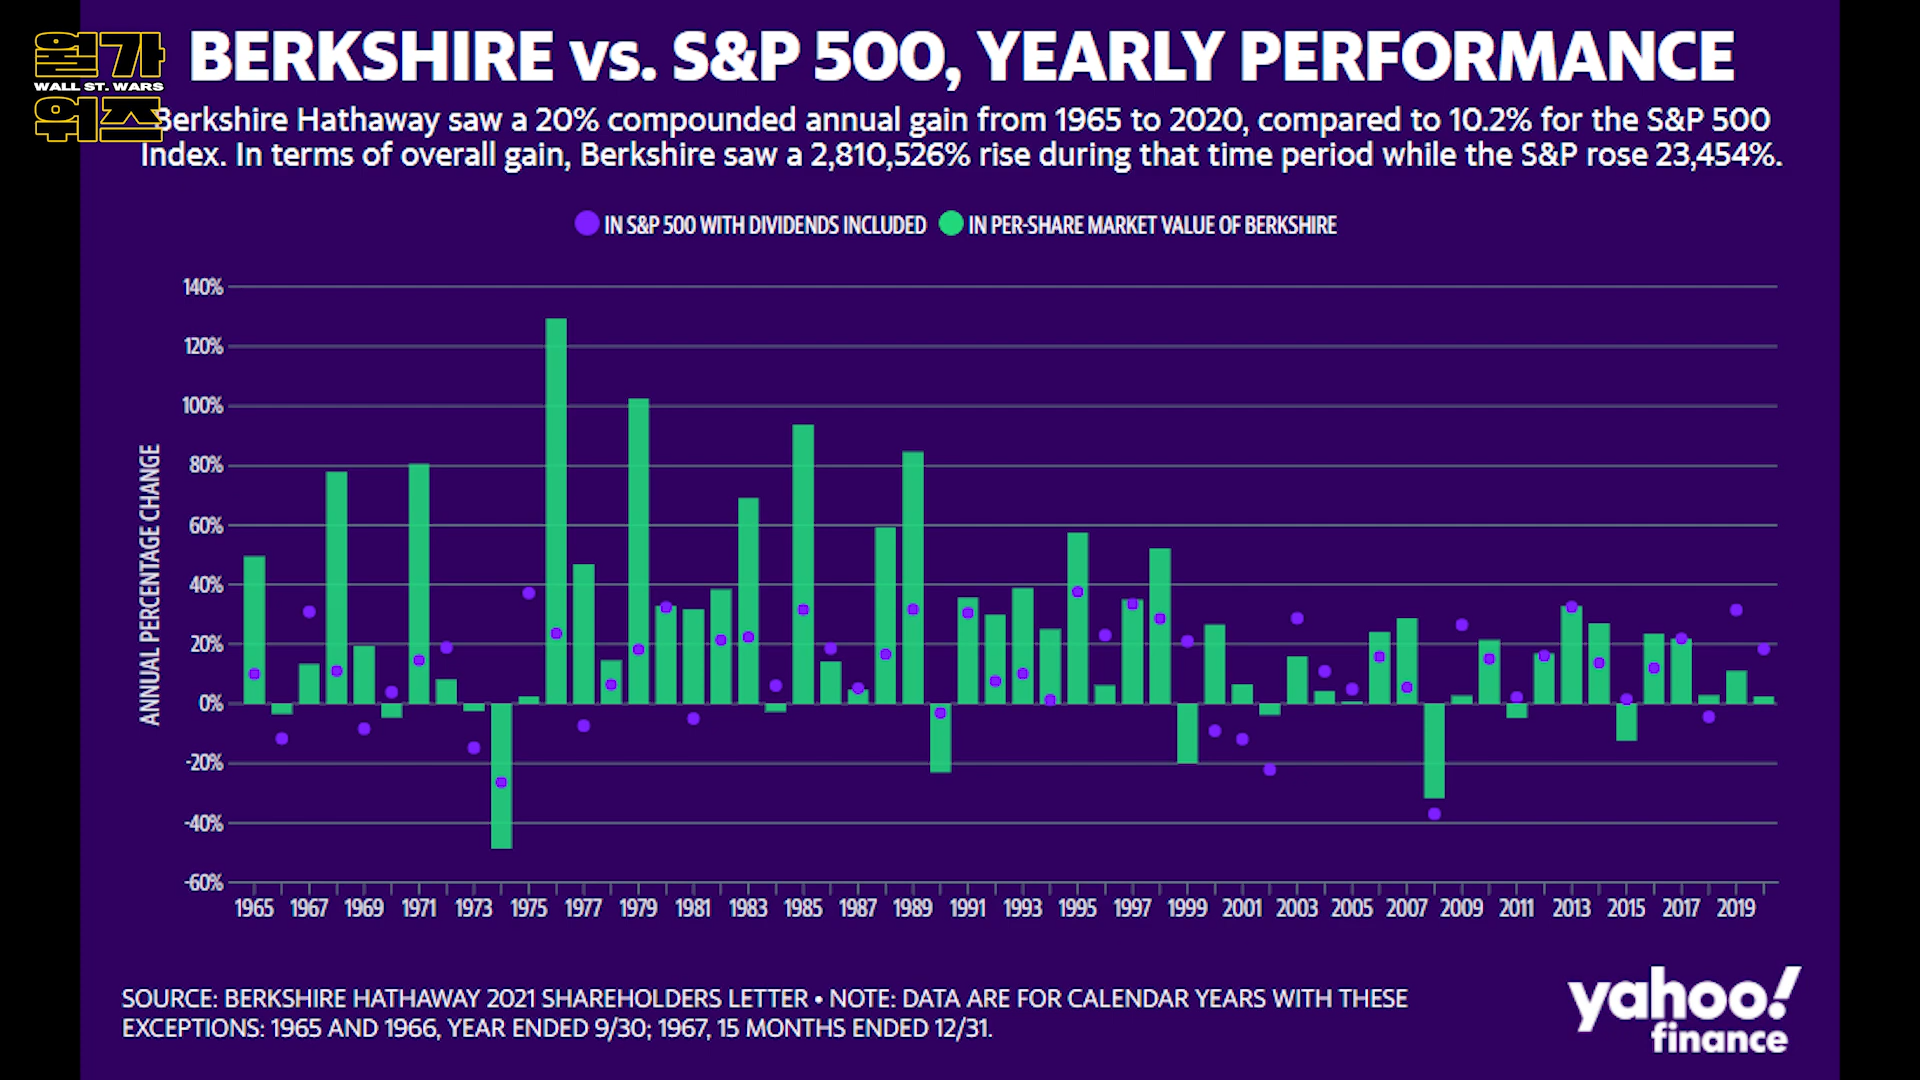 월가
WALL ST. WARS
워즈
BERKSHIRE vs. S&P 500, YEARLY PERFORMANCE
Berkshire Hathaway saw a 20% compounded annual gain from 1965 to 2020, compared to 10.2% for the S&P 500
Index. In terms of overall gain, Berkshire saw a 2,810,526% rise during that time period while the S&P rose 23,454%.
IN S&P 500 WITH DIVIDENDS INCLUDED IN PER-SHARE MARKET VALUE OF BERKSHIRE
ANNUAL PERCENTAGE CHANGE
140%
120%
100%
80%
60%
40%
20%
0%
-20%
-40%
-60%
1965 1967 1969 1971 1973 1975 1977 1979 1981 1983 1985 1987 1989 1991 1993 1995 1997 1999 2001 2003 2005 2007 2009 2011 2013 2015 2017 2019
SOURCE: BERKSHIRE HATHAWAY 2021 SHAREHOLDERS LETTER • NOTE: DATA ARE FOR CALENDAR YEARS WITH THESE
EXCEPTIONS: 1965 AND 1966, YEAR ENDED 9/30; 1967, 15 MONTHS ENDED 12/31.
yahoo!
finance